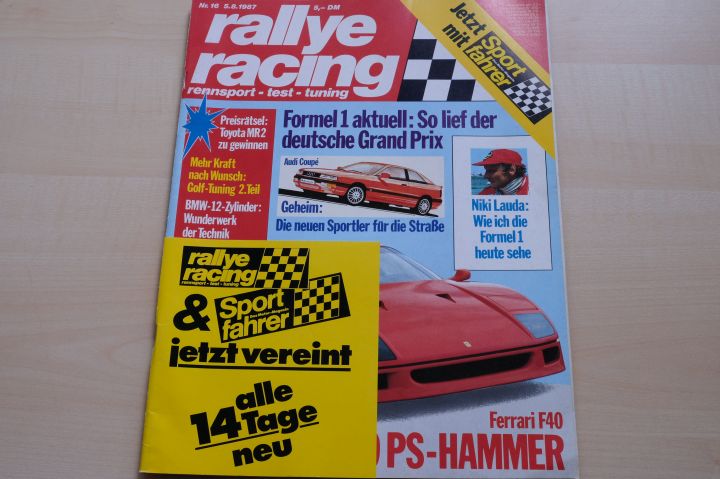 Nr. 16 5.8.1987 5,– DM
rallye
racing
rennsport - test - tuning
Jetzt
mit
Sport
fahrer
Preisrätsel:
Toyota MR2
zu gewinnen
Mehr Kraft
nach Wunsch:
Golf-Tuning 2.Teil
BMW-12-Zylinder:
Wunderwerk
der Technik
Formel 1 aktuell: So lief der
deutsche Grand Prix
Audi Coupé
Geheim:
Die neuen Sportler für die Straße
Niki Lauda:
Wie ich die
Formel 1
heute sehe
rallye
racing
rennsport - test - tuning
&
Sport
Das Motor-Magazin
fahrer
jetzt vereint
alle
14 Tage
neu
Ferrari F40
PS-HAMMER